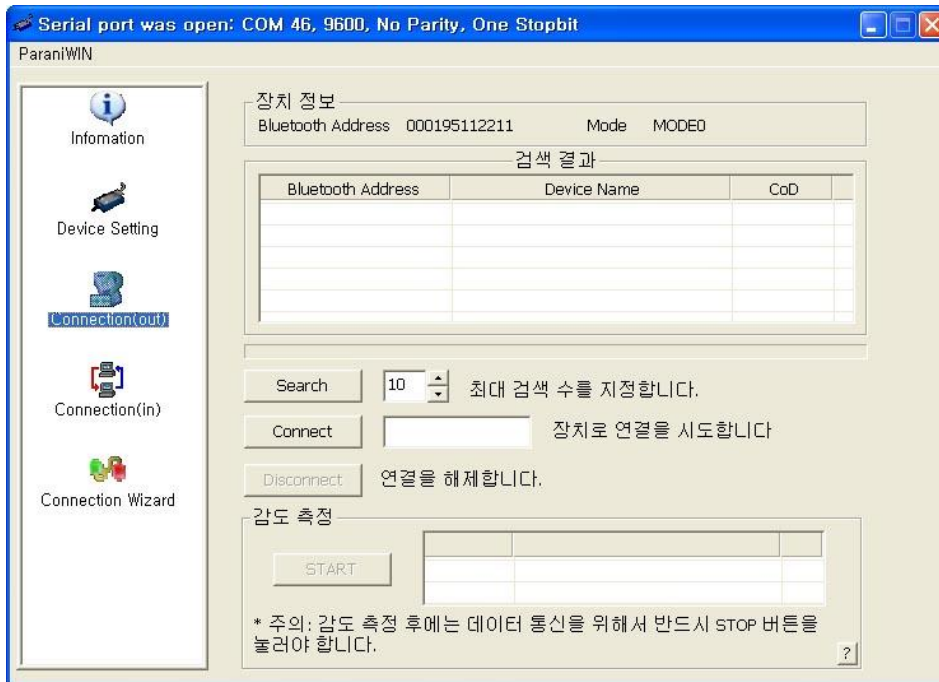 Serial port was open: COM 46, 9600, No Parity, One Stopbit
ParaniWIN
Infomation
Device Setting
Connection(out)
Connection(in)
Connection Wizard
장치 정보
Bluetooth Address 000195112211 Mode MODE0
검색 결과
Bluetooth Address Device Name CoD
Search 10 최대 검색 수를 지정합니다.
Connect 장치로 연결을 시도합니다
Disconnect 연결을 해제합니다.
감도 측정
START
* 주의: 감도 측정 후에는 데이터 통신을 위해서 반드시 STOP 버튼을
눌러야 합니다.
?